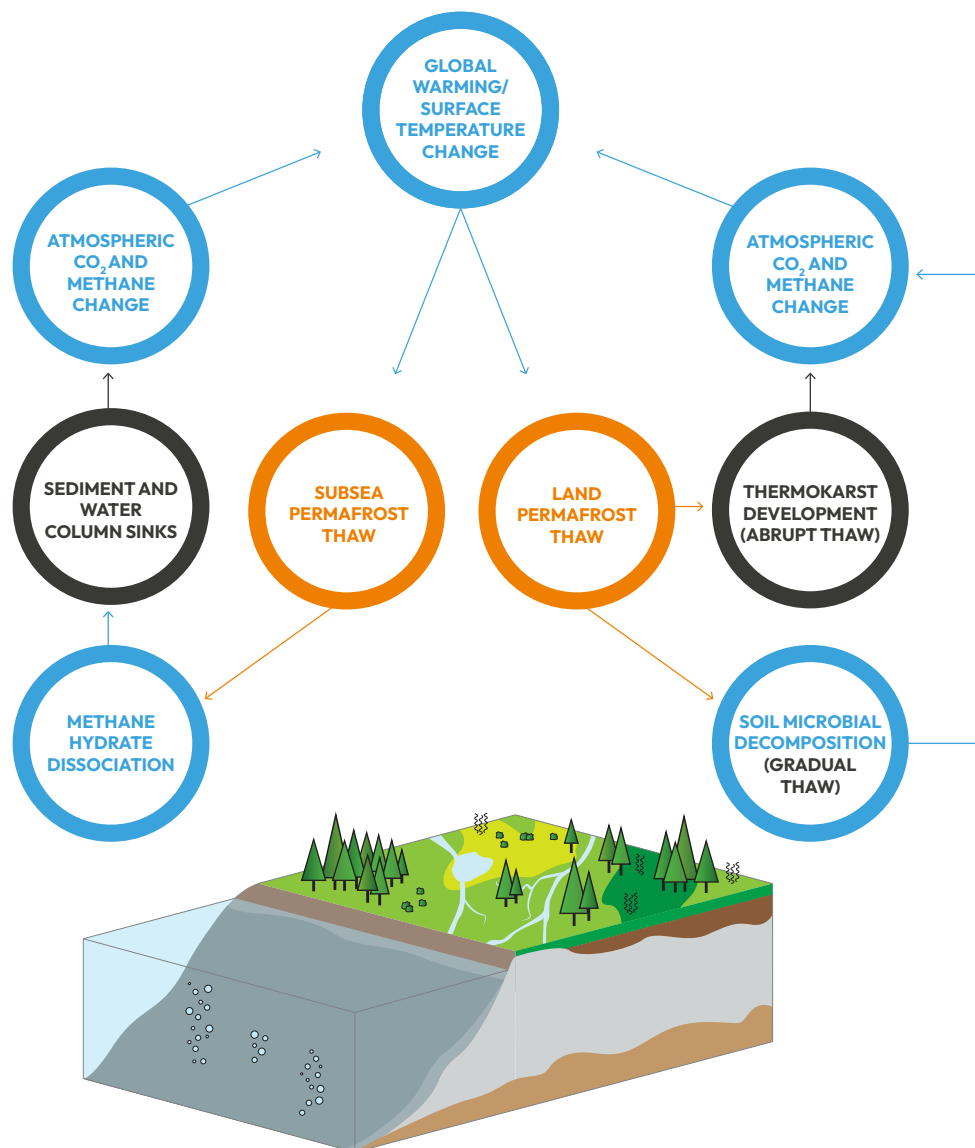 GLOBAL
WARMING/
SURFACE
TEMPERATURE
CHANGE
ATMOSPHERIC
CO₂ AND
METHANE
CHANGE
ATMOSPHERIC
CO₂ AND
METHANE
CHANGE
SEDIMENT AND
WATER
COLUMN SINKS
SUBSEA
PERMAFROST
THAW
LAND
PERMAFROST
THAW
THERMOKARST
DEVELOPMENT
(ABRUPT THAW)
METHANE
HYDRATE
DISSOCIATION
SOIL MICROBIAL
DECOMPOSITION
(GRADUAL
THAW)